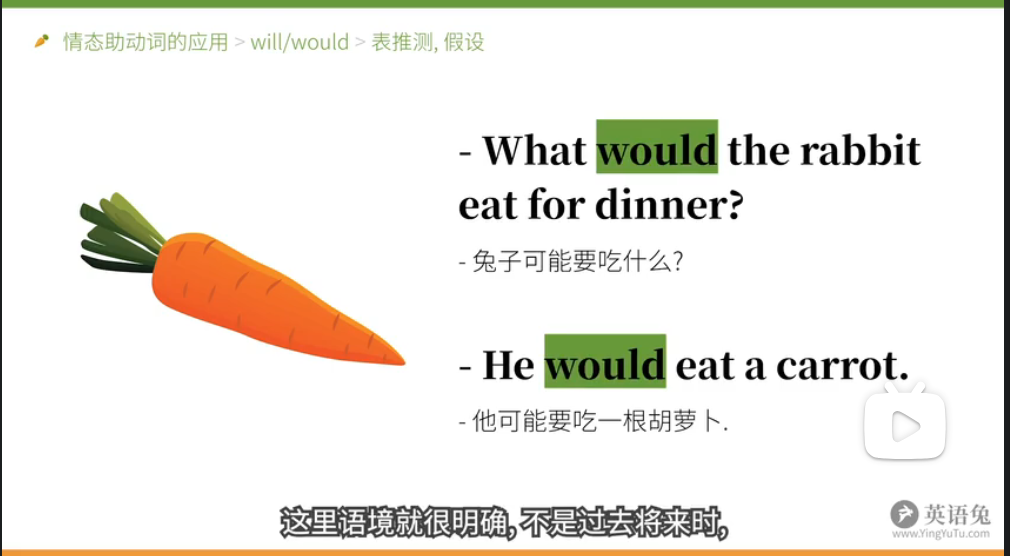 情态助动词的应用 > will/would > 表推测, 假设
- What would the rabbit
eat for dinner?
- 兔子可能要吃什么?
- He would eat a carrot.
- 他可能要吃一根胡萝卜.
这里语境就很明确, 不是过去将来时,
英语兔
www.YingYuTu.com